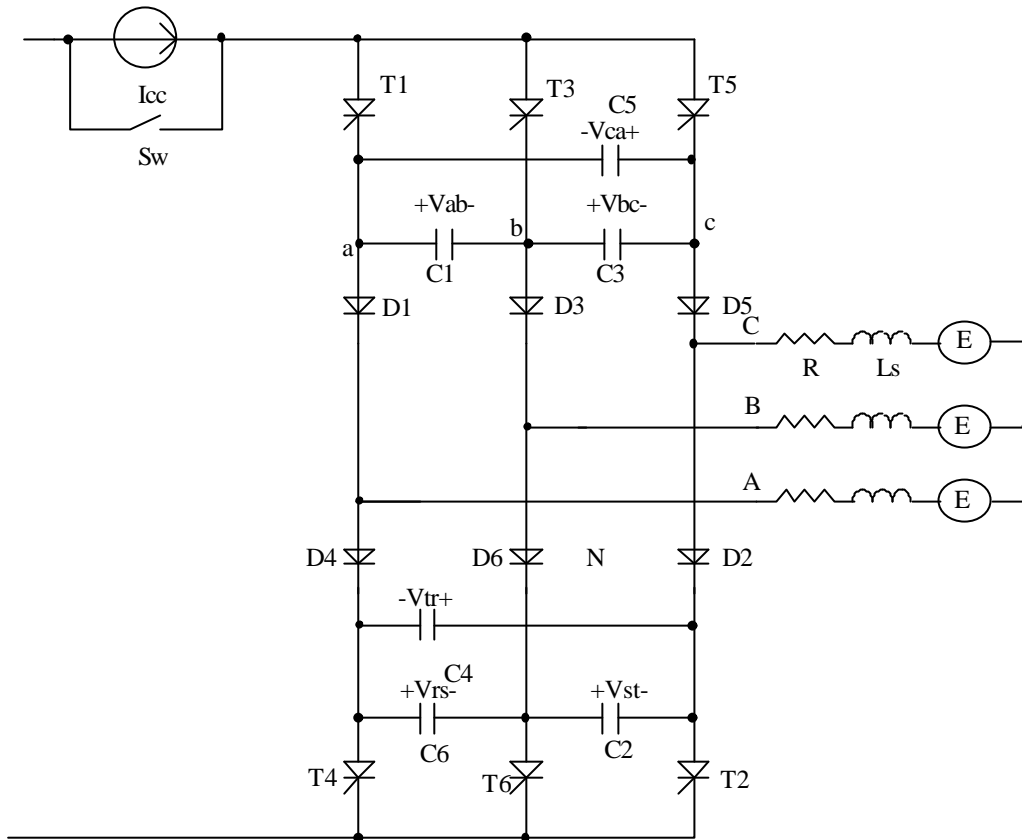 T1
T3
T5
Icc
C5
-Vca+
Sw
+Vab-
b
+Vbc-
c
a
C1
C3
D1
D3
D5
C
E
R
Ls
B
E
A
E
D4
D6
N
D2
-Vtr+
C4
+Vrs-
+Vst-
C6
C2
T4
T6
T2